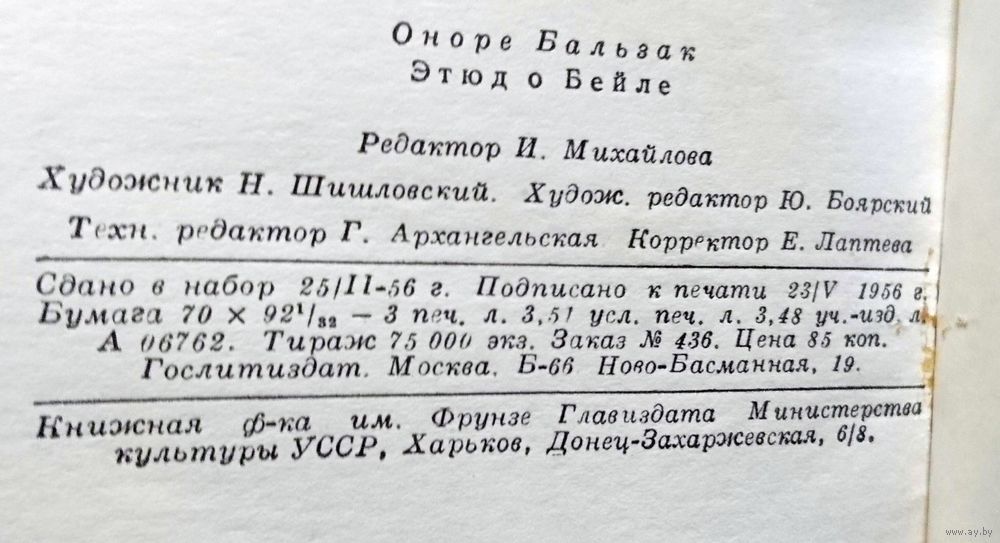 Оноре Бальзак
Этюд о Бейле
Редактор И. Михайлова
Художник Н. Шишловский. Худож. редактор Ю. Боярский
Техн. редактор Г. Архангельская Корректор Е. Лаптева
Сдано в набор 25/II-56 г. Подписано к печати 23/V 1956 г.
Бумага 70 × 92¹/₃₂ — 3 печ. л. 3,51 усл. печ. л. 3,48 уч.-изд. л.
А 06762. Тираж 75 000 экз. Заказ № 436. Цена 85 коп.
Гослитиздат. Москва, Б-66 Ново-Басманная, 19.
Книжная ф-ка им. Фрунзе Главиздата Министерства
культуры УССР, Харьков, Донец-Захаржевская, 6/8.
www.ay.by